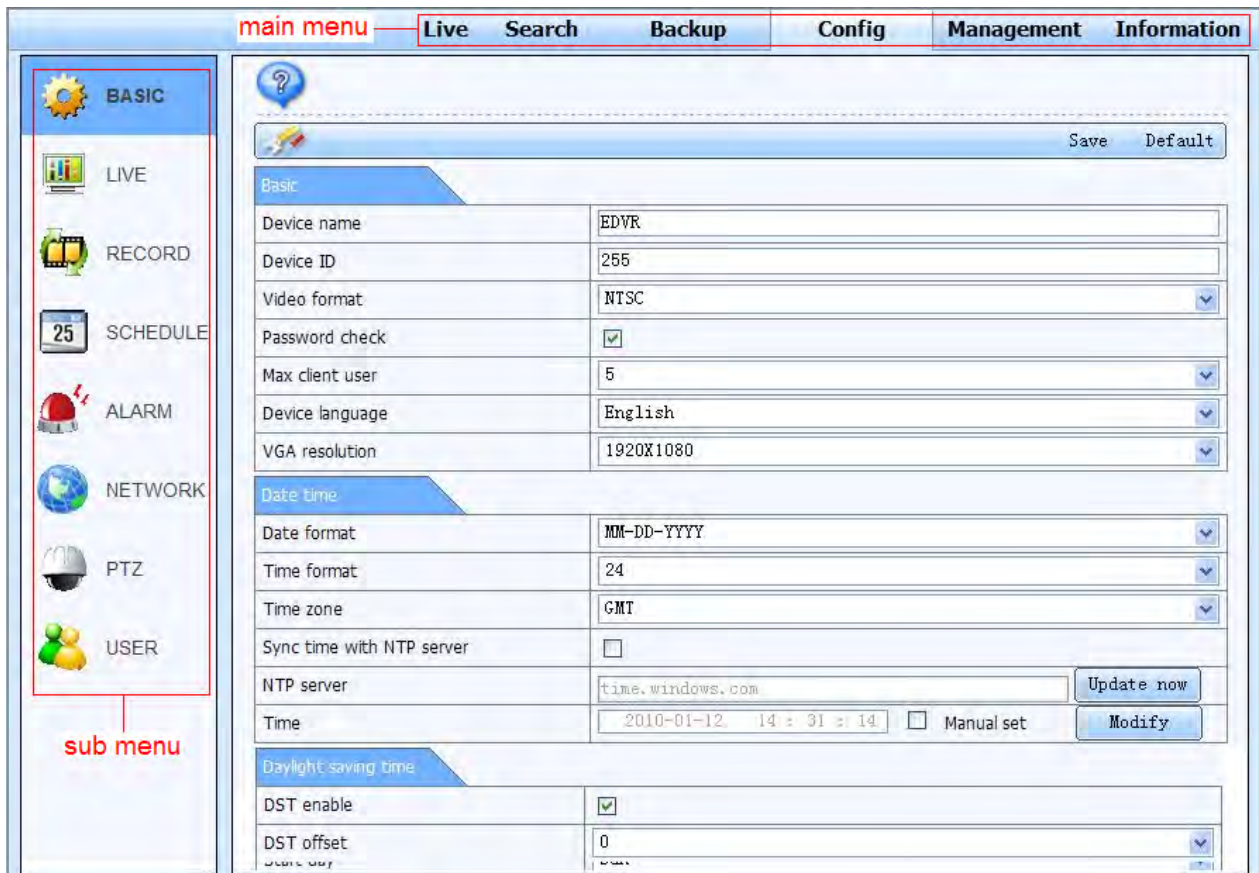 main menu Live Search Backup Config Management Information
BASIC
LIVE
RECORD
25 SCHEDULE
ALARM
NETWORK
PTZ
USER
sub menu
?
Save Default
Basic
Device name EDVR
Device ID 255
Video format NTSC
Password check
Max client user 5
Device language English
VGA resolution 1920X1080
Date time
Date format MM-DD-YYYY
Time format 24
Time zone GMT
Sync time with NTP server
NTP server time.windows.com Update now
Time 2010-01-12 14 : 31 : 14 Manual set Modify
Daylight saving time
DST enable
DST offset 0
Start day